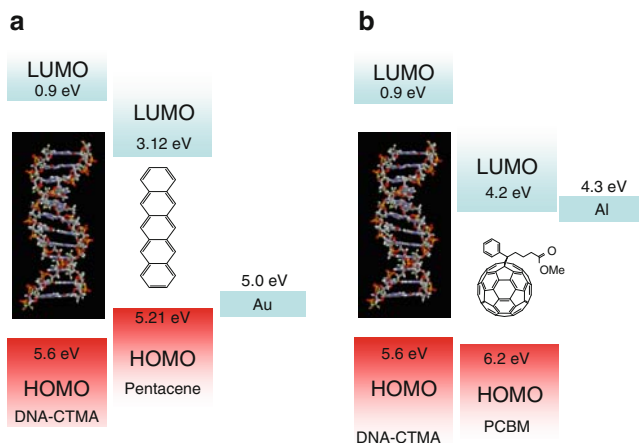 a
LUMO
0.9 eV
LUMO
3.12 eV
5.0 eV
Au
5.21 eV
HOMO
Pentacene
5.6 eV
HOMO
DNA-CTMA
b
LUMO
0.9 eV
LUMO
4.2 eV
4.3 eV
Al
O
OMe
5.6 eV
HOMO
DNA-CTMA
6.2 eV
HOMO
PCBM